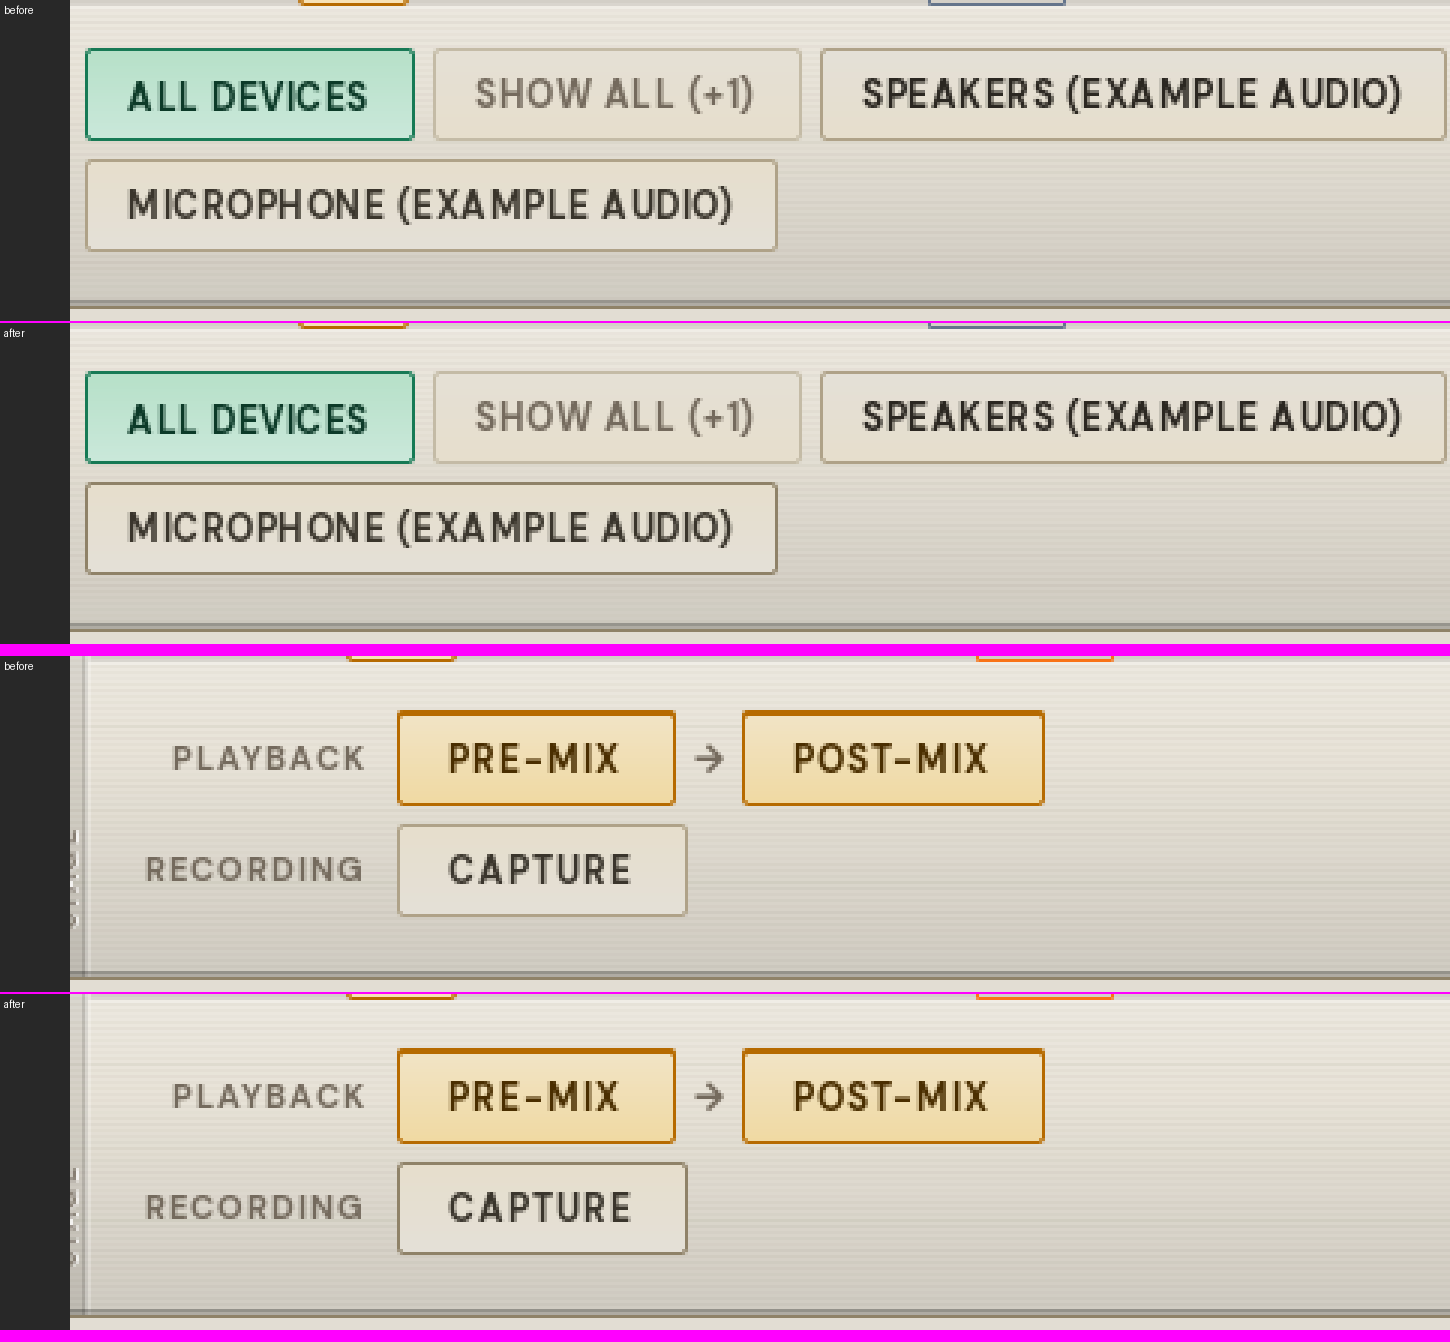 before
ALL DEVICES SHOW ALL (+1) SPEAKERS (EXAMPLE AUDIO)
MICROPHONE (EXAMPLE AUDIO)
after
ALL DEVICES SHOW ALL (+1) SPEAKERS (EXAMPLE AUDIO)
MICROPHONE (EXAMPLE AUDIO)
before
PLAYBACK PRE-MIX → POST-MIX
RECORDING CAPTURE
after
PLAYBACK PRE-MIX → POST-MIX
RECORDING CAPTURE